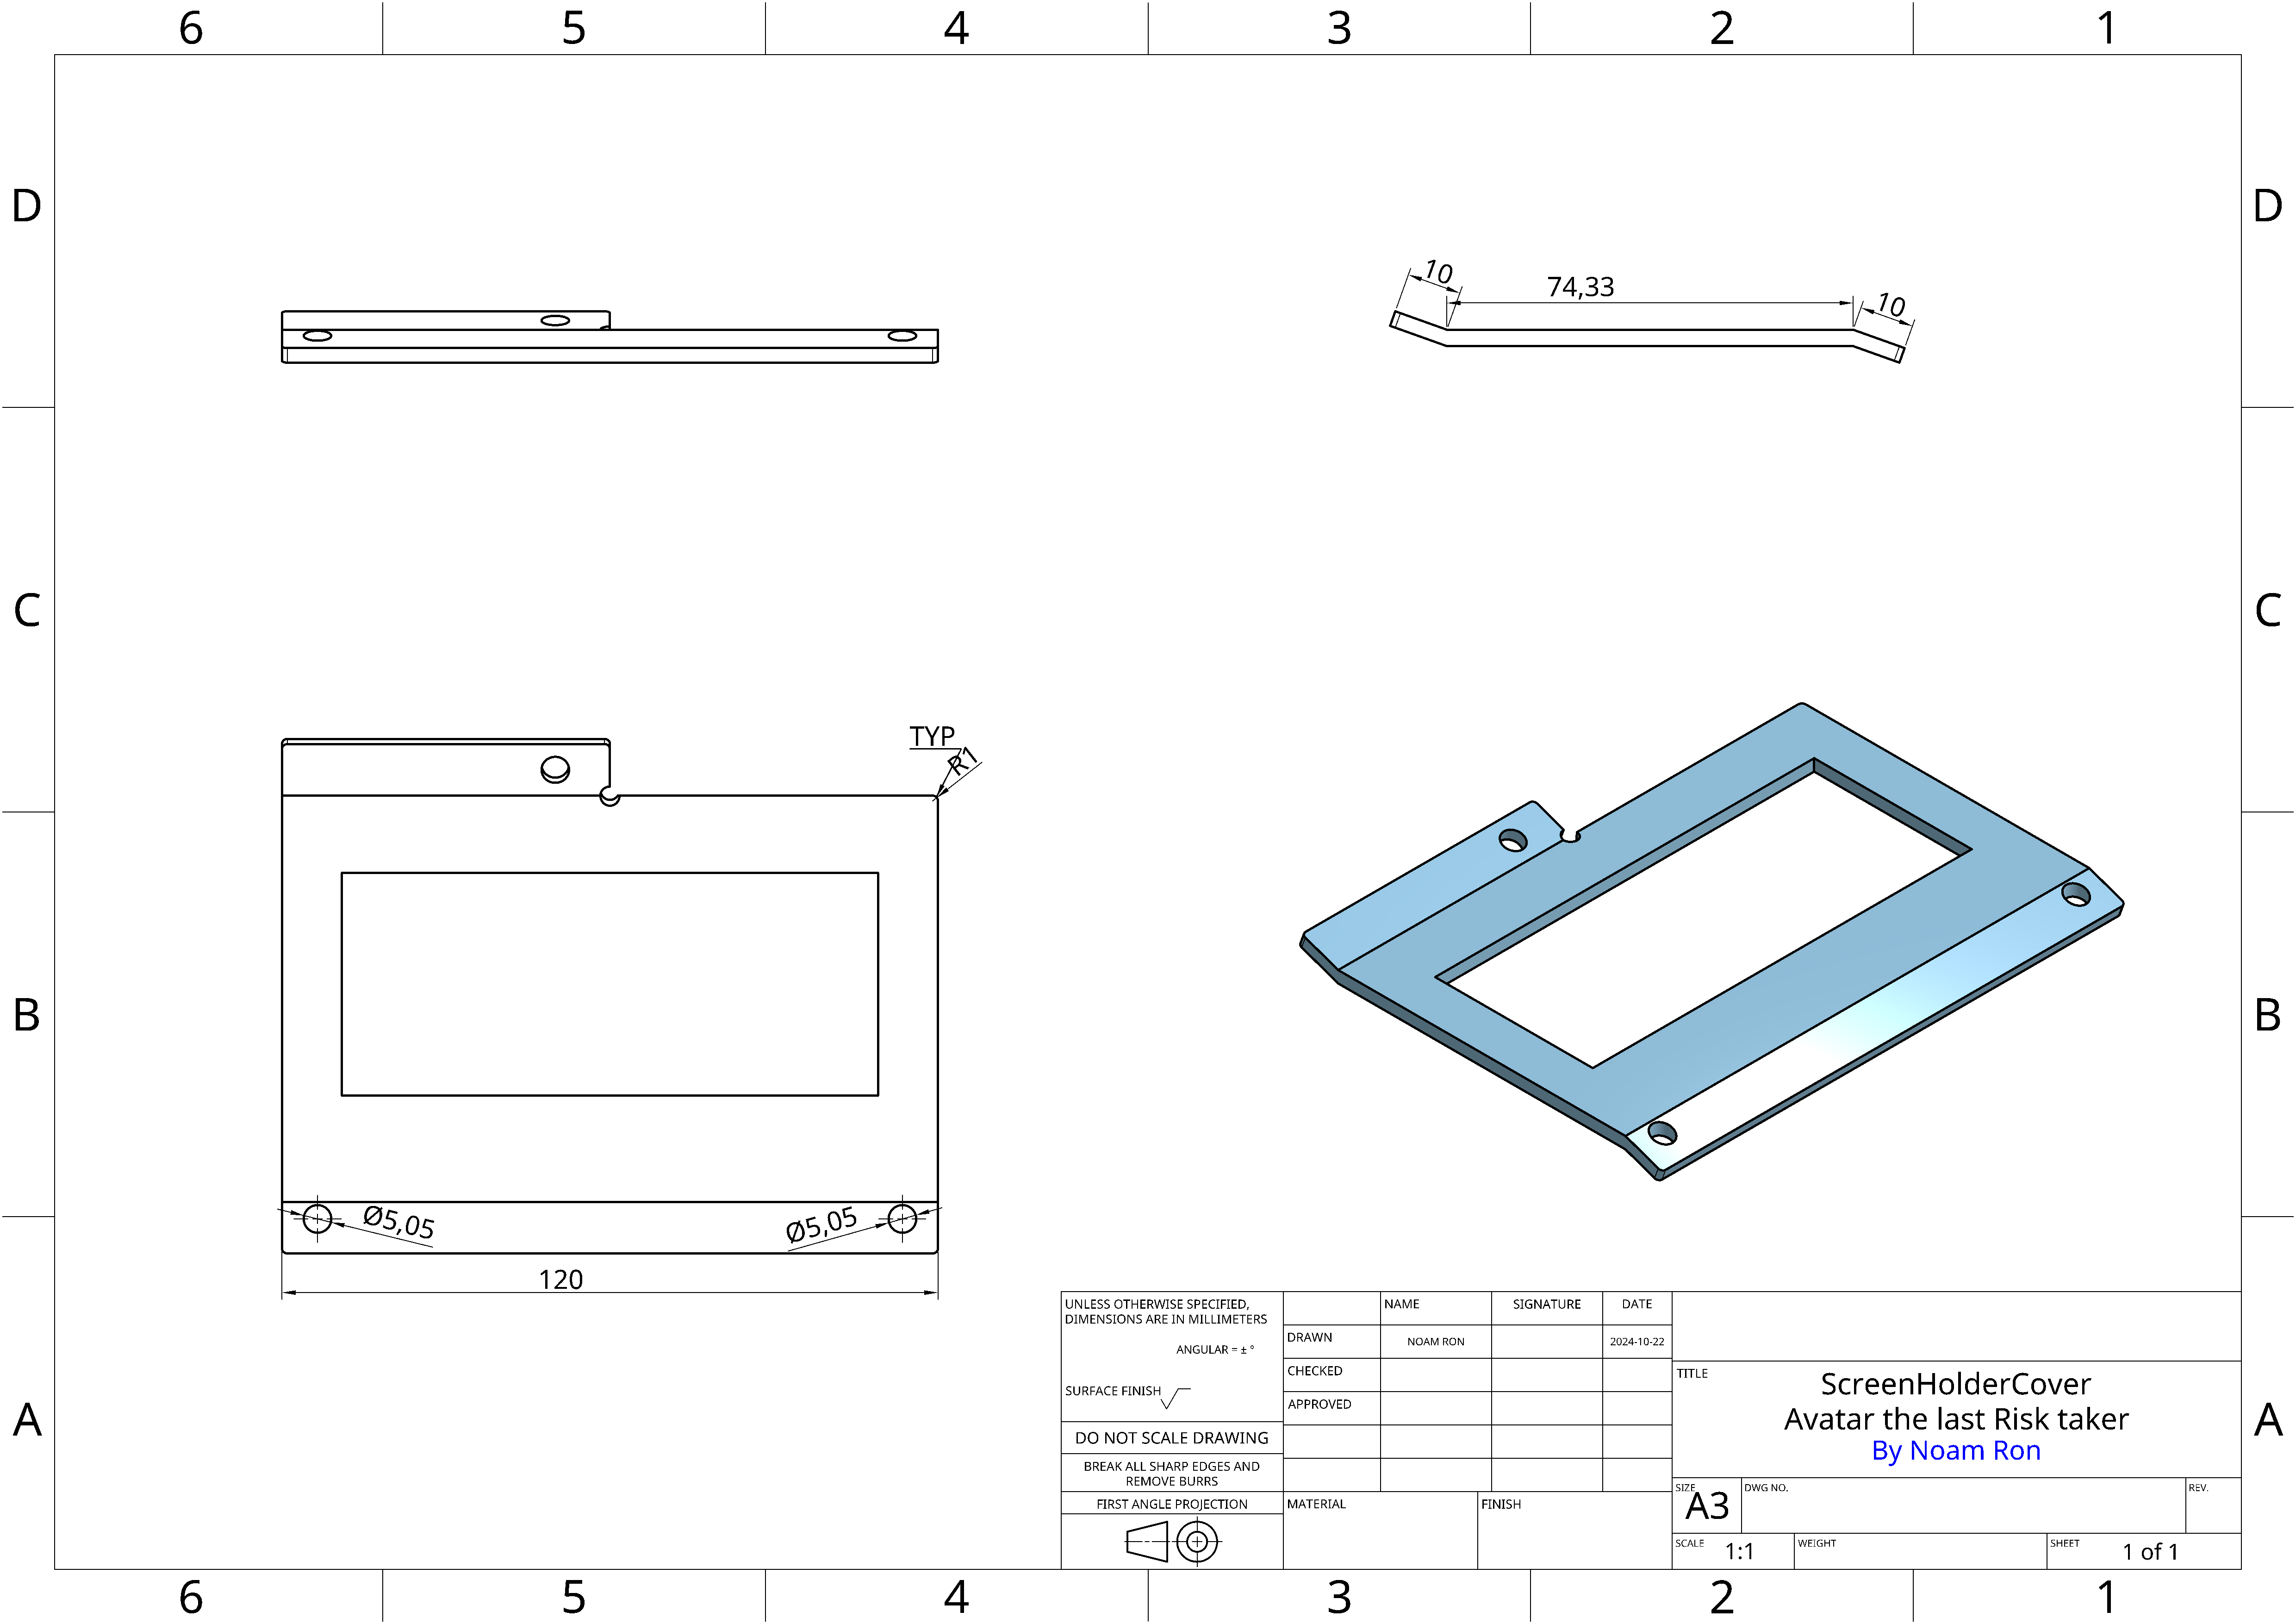 6 5 4 3 2 1
D D
10
74,33
10
C C
TYP
R1
B B
Ø5,05
Ø5,05
120
UNLESS OTHERWISE SPECIFIED,
DIMENSIONS ARE IN MILLIMETERS
ANGULAR = ± °
SURFACE FINISH
DO NOT SCALE DRAWING
BREAK ALL SHARP EDGES AND
REMOVE BURRS
FIRST ANGLE PROJECTION
NAME SIGNATURE DATE
DRAWN NOAM RON 2024-10-22
CHECKED
APPROVED
MATERIAL FINISH
TITLE
ScreenHolderCover
Avatar the last Risk taker
By Noam Ron
SIZE A3 DWG NO. REV.
SCALE 1:1 WEIGHT SHEET 1 of 1
A A
6 5 4 3 2 1